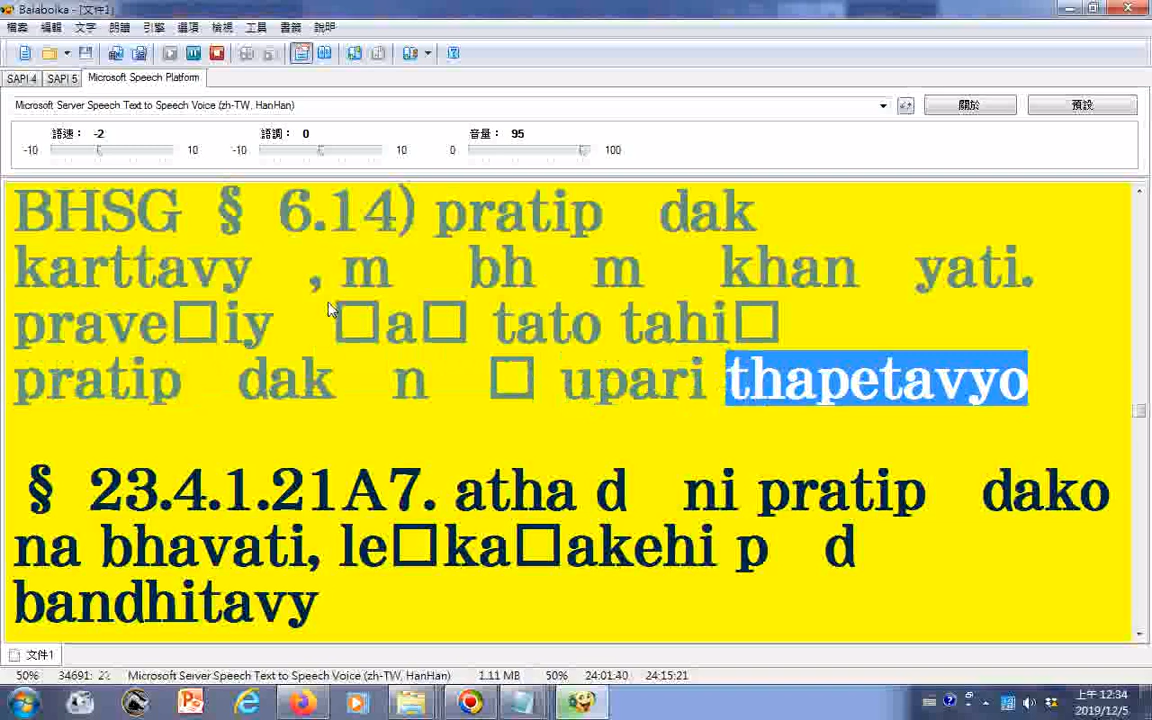 Balabolka - [文件1]
檔案 編輯 文字 朗讀 引擎 選項 檢視 工具 書籤 說明
SAPI 4 SAPI 5 Microsoft Speech Platform
Microsoft Server Speech Text to Speech Voice (zh-TW, HanHan) 關於 預設
語速： -2 語調： 0 音量： 95
-10 10 -10 10 0 100
BHSG § 6.14) pratip dak
karttavy , m bh m khan yati.
prave□iy □a□ tato tahi□
pratip dak n □ upari thapetavyo
§ 23.4.1.21A7. atha d ni pratip dako
na bhavati, le□ka□akehi p d
bandhitavy
文件1
50% 34691: Microsoft Server Speech Text to Speech Voice (zh-TW, HanHan) 1.11 MB 50% 24:01:40 24:15:21
上午 12:34
2019/12/5